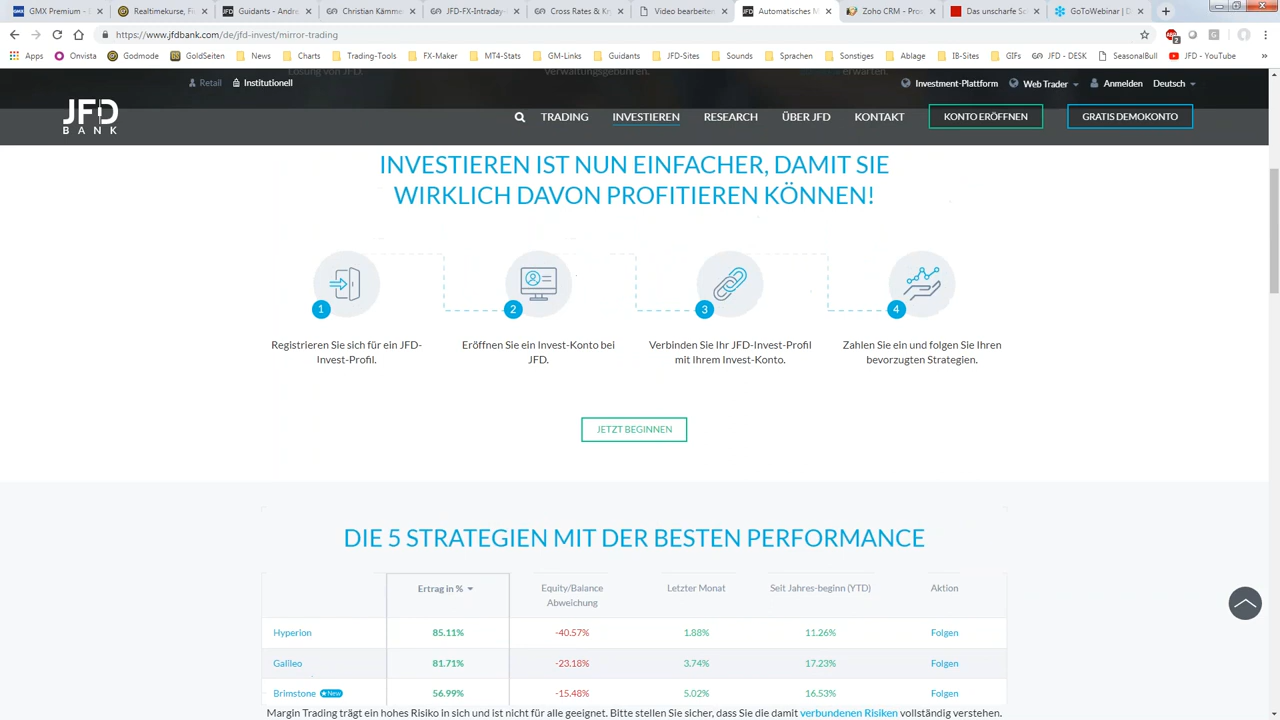 GMX Premium - E
Realtimekurse, Fi
Guidants - Andrz
Christian Kämme
JFD-FX-Intraday-
Cross Rates & Kr
Video bearbeiten
Automatisches M
Zoho CRM - Pros
Das unscharfe Sc
GoToWebinar | D
https://www.jfdbank.com/de/jfd-invest/mirror-trading
Apps
Onvista
Godmode
GoldSeiten
News
Charts
Trading-Tools
FX-Maker
MT4-Stats
GM-Links
Guidants
JFD-Sites
Sounds
Sprachen
Sonstiges
Ablage
IB-Sites
GIFs
JFD - DESK
SeasonalBull
JFD - YouTube
Lösung von JFD.
Verwaltungsgebühren.
erwarten.
Retail
Institutionell
Investment-Plattform
Web Trader
Anmelden
Deutsch
JFD
BANK
TRADING
INVESTIEREN
RESEARCH
ÜBER JFD
KONTAKT
KONTO ERÖFFNEN
GRATIS DEMOKONTO
INVESTIEREN IST NUN EINFACHER, DAMIT SIE
WIRKLICH DAVON PROFITIEREN KÖNNEN!
1
2
3
4
Registrieren Sie sich für ein JFD-
Invest-Profil.
Eröffnen Sie ein Invest-Konto bei
JFD.
Verbinden Sie Ihr JFD-Invest-Profil
mit Ihrem Invest-Konto.
Zahlen Sie ein und folgen Sie Ihren
bevorzugten Strategien.
JETZT BEGINNEN
DIE 5 STRATEGIEN MIT DER BESTEN PERFORMANCE
Ertrag in %
Equity/Balance
Abweichung
Letzter Monat
Seit Jahres-beginn (YTD)
Aktion
Hyperion 85.11% -40.57% 1.88% 11.26% Folgen
Galileo 81.71% -23.18% 3.74% 17.23% Folgen
Brimstone New 56.99% -15.48% 5.02% 16.53% Folgen
Margin Trading trägt ein hohes Risiko in sich und ist nicht für alle geeignet. Bitte stellen Sie sicher, dass Sie die damit verbundenen Risiken vollständig verstehen.